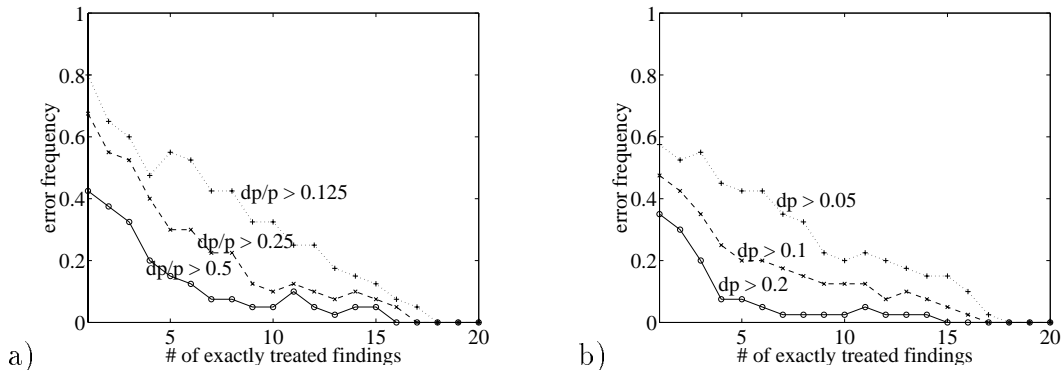 1
0.8
0.6
0.4
0.2
0
error frequency
dp/p > 0.125
dp/p > 0.25
dp/p > 0.5
5
10
15
20
# of exactly treated findings
a)
1
0.8
0.6
0.4
0.2
0
error frequency
dp > 0.05
dp > 0.1
dp > 0.2
5
10
15
20
# of exactly treated findings
b)